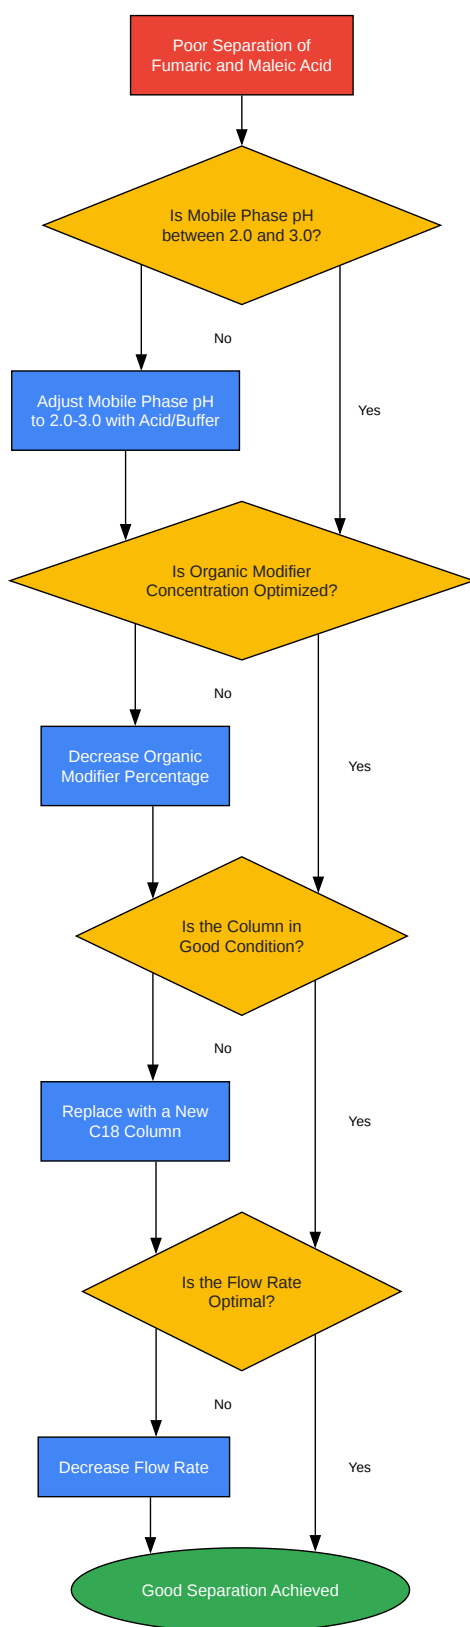 Poor Separation of
Fumaric and Maleic Acid
Is Mobile Phase pH
between 2.0 and 3.0?
No
Adjust Mobile Phase pH
to 2.0-3.0 with Acid/Buffer
Yes
Is Organic Modifier
Concentration Optimized?
No
Decrease Organic
Modifier Percentage
Yes
Is the Column in
Good Condition?
No
Replace with a New
C18 Column
Yes
Is the Flow Rate
Optimal?
No
Decrease Flow Rate
Yes
Good Separation Achieved